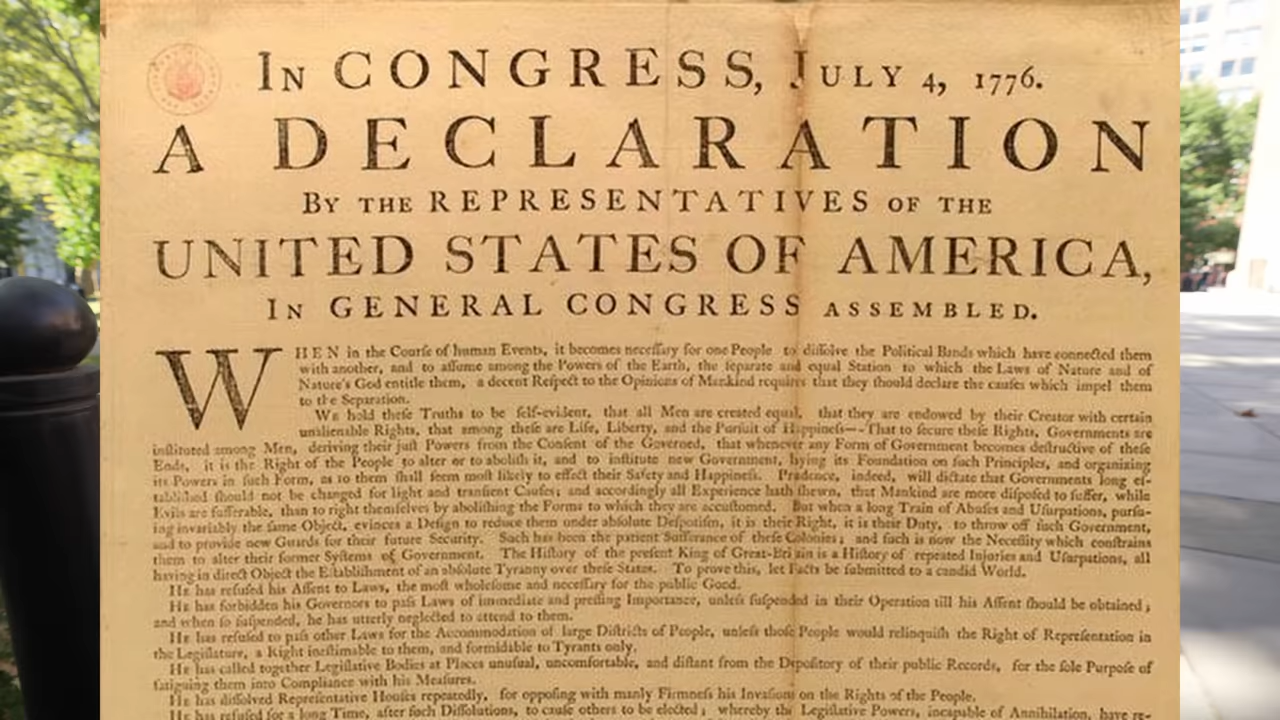 IN CONGRESS, JULY 4, 1776.
A DECLARATION
BY THE REPRESENTATIVES OF THE
UNITED STATES OF AMERICA,
IN GENERAL CONGRESS ASSEMBLED.
WHEN in the Courſe of human Events, it becomes neceſſary for one People to diſſolve the Political Bands which have connected them
with another, and to aſſume among the Powers of the Earth, the ſeparate and equal Station to which the Laws of Nature and of
Nature's God entitle them, a decent Reſpect to the Opinions of Mankind requires that they ſhould declare the cauſes which impel them
to the Separation.
We hold theſe Truths to be ſelf-evident, that all Men are created equal, that they are endowed by their Creator with certain
unalienable Rights, that among theſe are Life, Liberty, and the Purſuit of Happineſs--That to ſecure theſe Rights, Governments are
inſtituted among Men, deriving their juſt Powers from the Conſent of the Governed, that whenever any Form of Government becomes deſtructive of theſe
Ends, it is the Right of the People to alter or to aboliſh it, and to inſtitute new Government, laying its Foundation on ſuch Principles, and organizing
its Powers in ſuch Form, as to them ſhall ſeem moſt likely to effect their Safety and Happineſs. Prudence, indeed, will dictate that Governments long eſ-
tabliſhed ſhould not be changed for light and tranſient Cauſes; and accordingly all Experience hath ſhewn, that Mankind are more diſpoſed to ſuffer, while
Evils are ſufferable, than to right themſelves by aboliſhing the Forms to which they are accuſtomed. But when a long Train of Abuſes and Uſurpations, purſu-
ing invariably the ſame Object, evinces a Deſign to reduce them under abſolute Deſpotiſm, it is their Right, it is their Duty, to throw off ſuch Government,
and to provide new Guards for their future Security. Such has been the patient Sufferance of theſe Colonies; and ſuch is now the Neceſſity which conſtrains
them to alter their former Syſtems of Government. The Hiſtory of the preſent King of Great-Britain is a Hiſtory of repeated Injuries and Uſurpations, all
having in direct Object the Eſtabliſhment of an abſolute Tyranny over theſe States. To prove this, let Facts be ſubmitted to a candid World.
HE has refuſed his Aſſent to Laws, the moſt wholeſome and neceſſary for the public Good.
HE has forbidden his Governors to paſs Laws of immediate and preſſing Importance, unleſs ſuſpended in their Operation till his Aſſent ſhould be obtained;
and when ſo ſuſpended, he has utterly neglected to attend to them.
HE has refuſed to paſs other Laws for the Accommodation of large Diſtricts of People, unleſs thoſe People would relinquiſh the Right of Repreſentation in
the Legiſlature, a Right ineſtimable to them, and formidable to Tyrants only.
HE has called together Legiſlative Bodies at Places unuſual, uncomfortable, and diſtant from the Depoſitory of their public Records, for the ſole Purpoſe of
fatiguing them into Compliance with his Meaſures.
HE has diſſolved Repreſentative Houſes repeatedly, for oppoſing with manly Firmneſs his Invaſions on the Rights of the People.
HE has refuſed for a long Time, after ſuch Diſſolutions, to cauſe others to be elected; whereby the Legiſlative Powers, incapable of Annihilation, have re-